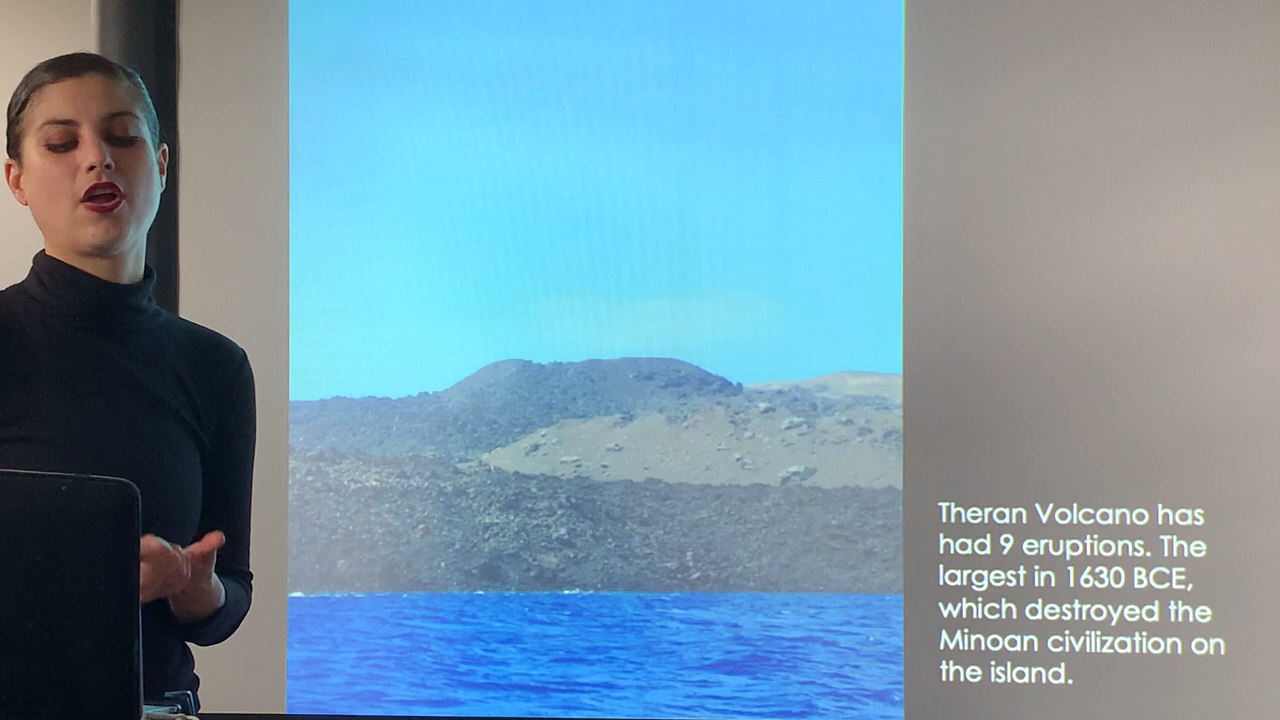 Theran Volcano has
had 9 eruptions. The
largest in 1630 BCE,
which destroyed the
Minoan civilization on
the island.